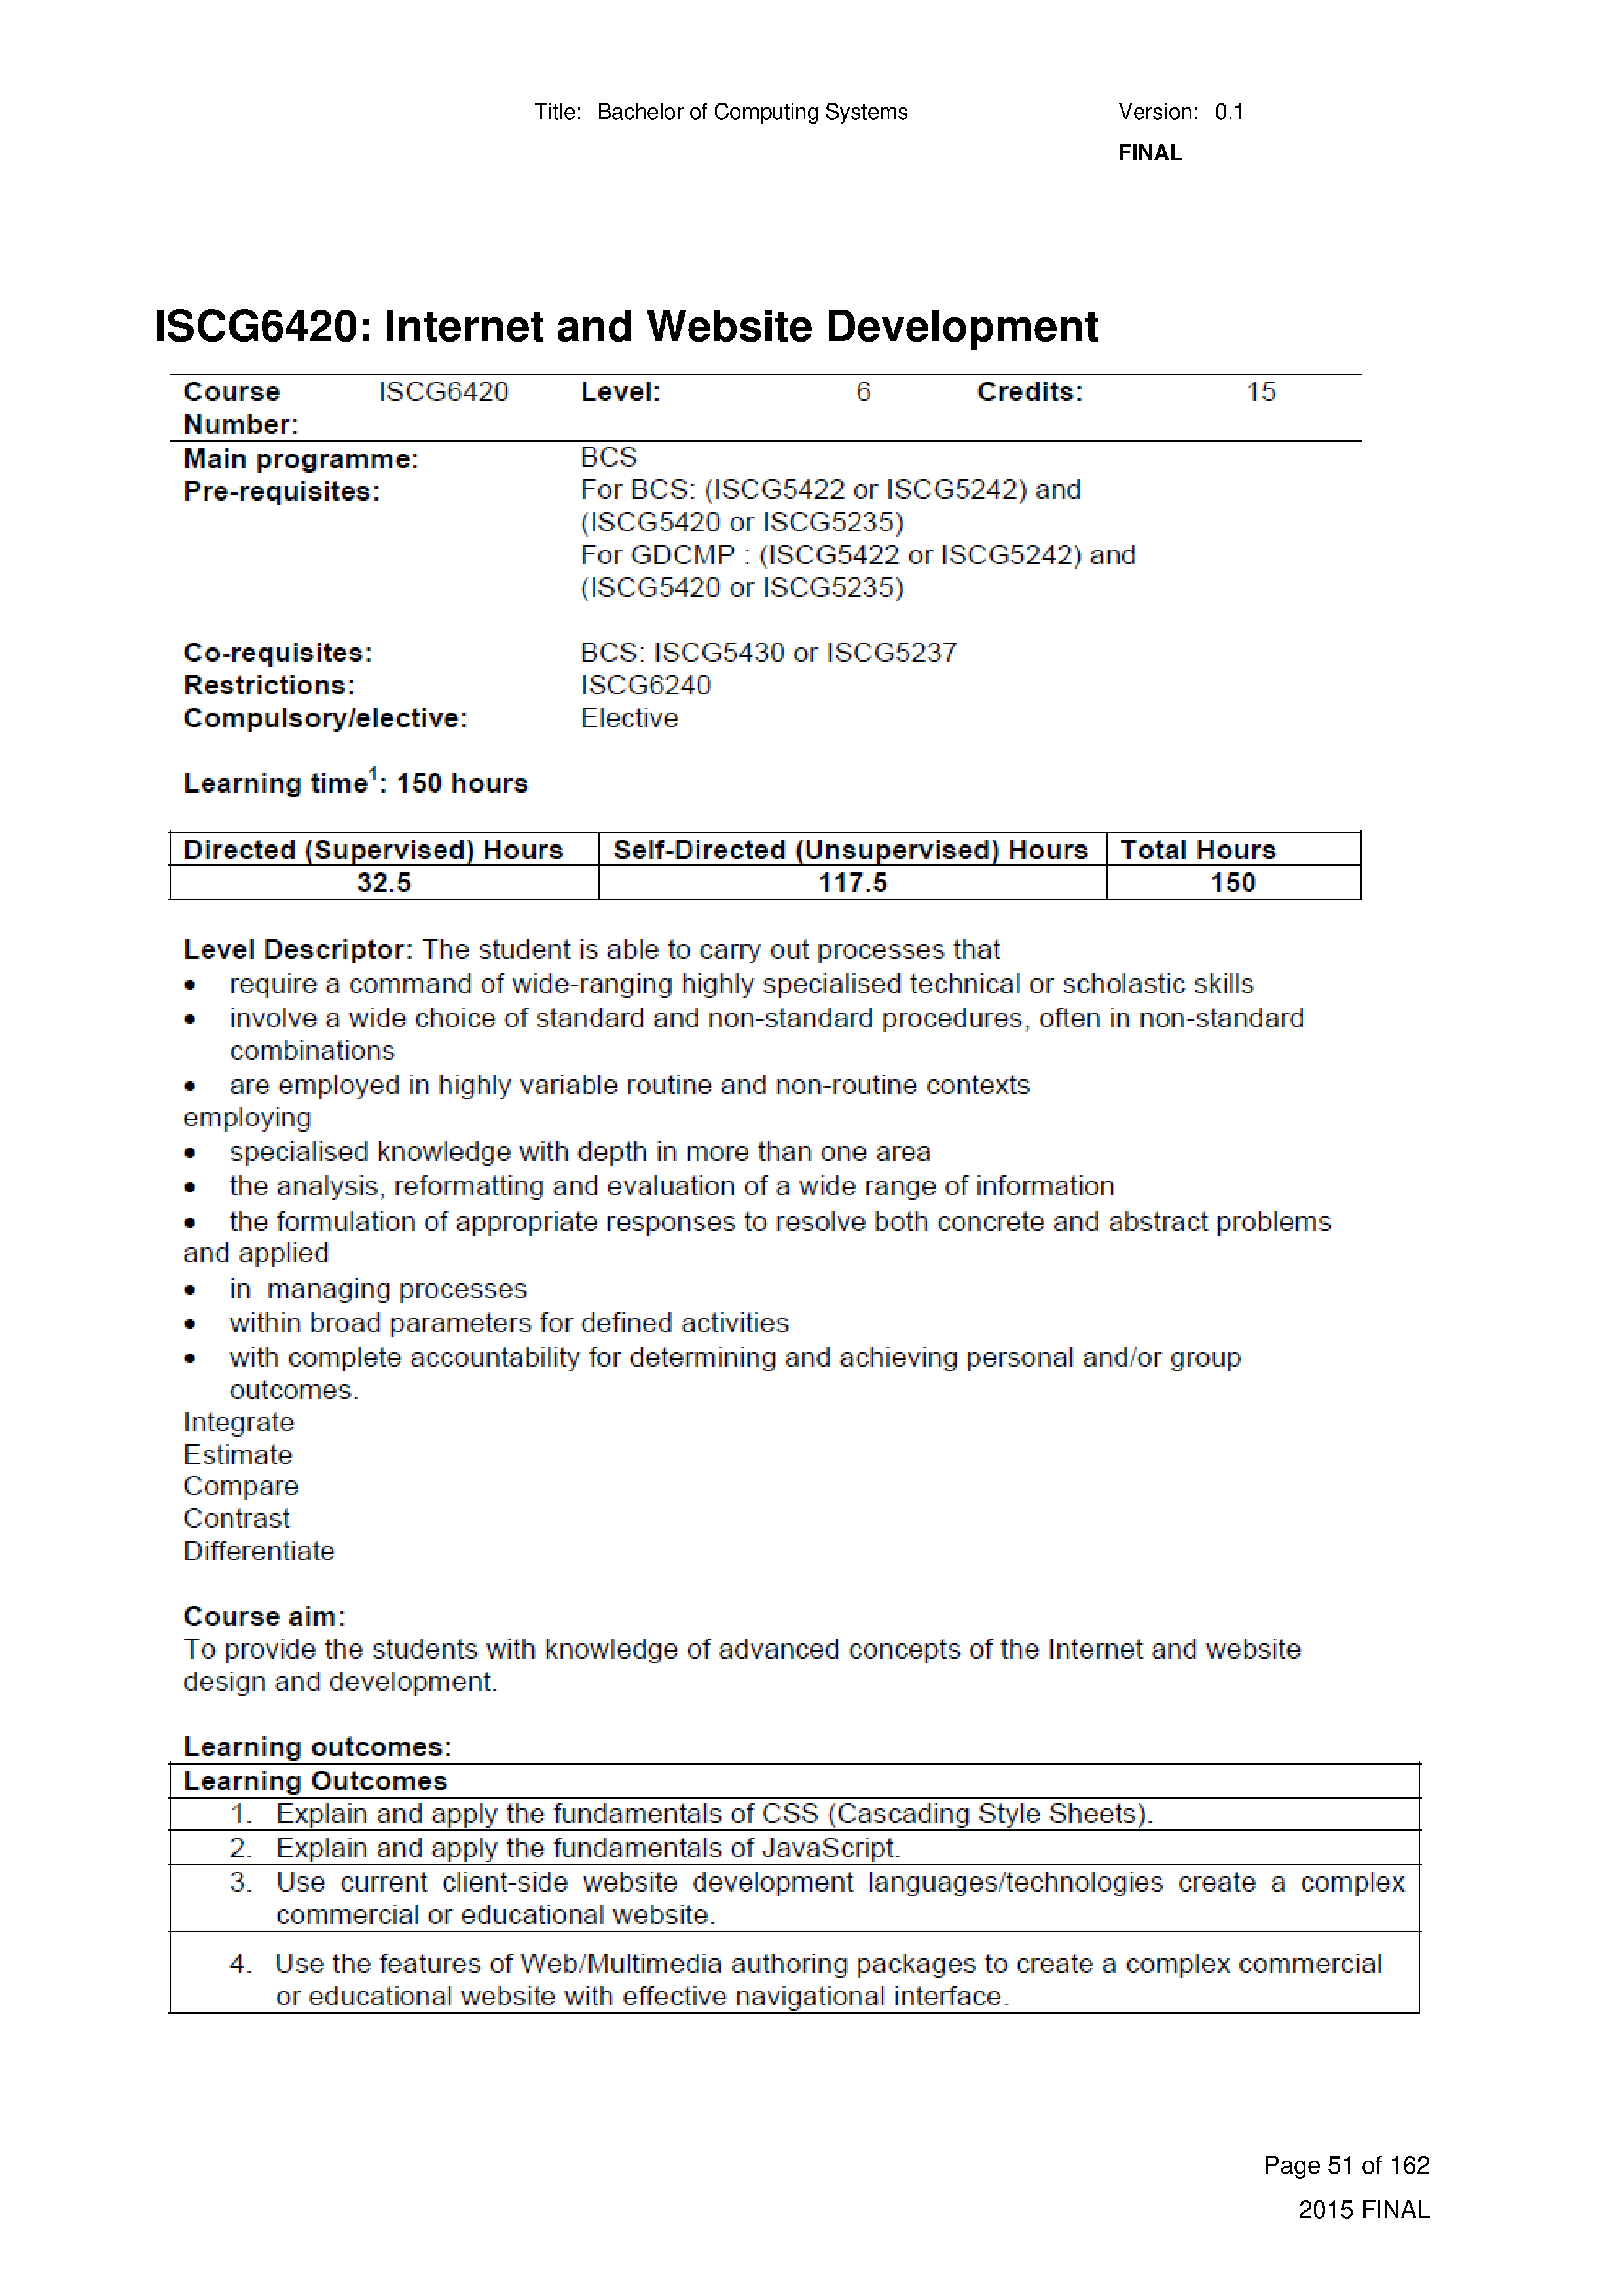 Title: Bachelor of Computing Systems Version: 0.1
FINAL
ISCG6420: Internet and Website Development
Course ISCG6420 Level: 6 Credits: 15
Number:
Main programme: BCS
Pre-requisites: For BCS: (ISCG5422 or ISCG5242) and
(ISCG5420 or ISCG5235)
For GDCMP : (ISCG5422 or ISCG5242) and
(ISCG5420 or ISCG5235)
Co-requisites: BCS: ISCG5430 or ISCG5237
Restrictions: ISCG6240
Compulsory/elective: Elective
Learning time¹: 150 hours
Directed (Supervised) Hours Self-Directed (Unsupervised) Hours Total Hours
32.5 117.5 150
Level Descriptor: The student is able to carry out processes that
• require a command of wide-ranging highly specialised technical or scholastic skills
• involve a wide choice of standard and non-standard procedures, often in non-standard
combinations
• are employed in highly variable routine and non-routine contexts
employing
• specialised knowledge with depth in more than one area
• the analysis, reformatting and evaluation of a wide range of information
• the formulation of appropriate responses to resolve both concrete and abstract problems
and applied
• in managing processes
• within broad parameters for defined activities
• with complete accountability for determining and achieving personal and/or group
outcomes.
Integrate
Estimate
Compare
Contrast
Differentiate
Course aim:
To provide the students with knowledge of advanced concepts of the Internet and website
design and development.
Learning outcomes:
Learning Outcomes
1. Explain and apply the fundamentals of CSS (Cascading Style Sheets).
2. Explain and apply the fundamentals of JavaScript.
3. Use current client-side website development languages/technologies create a complex
commercial or educational website.
4. Use the features of Web/Multimedia authoring packages to create a complex commercial
or educational website with effective navigational interface.
Page 51 of 162
2015 FINAL